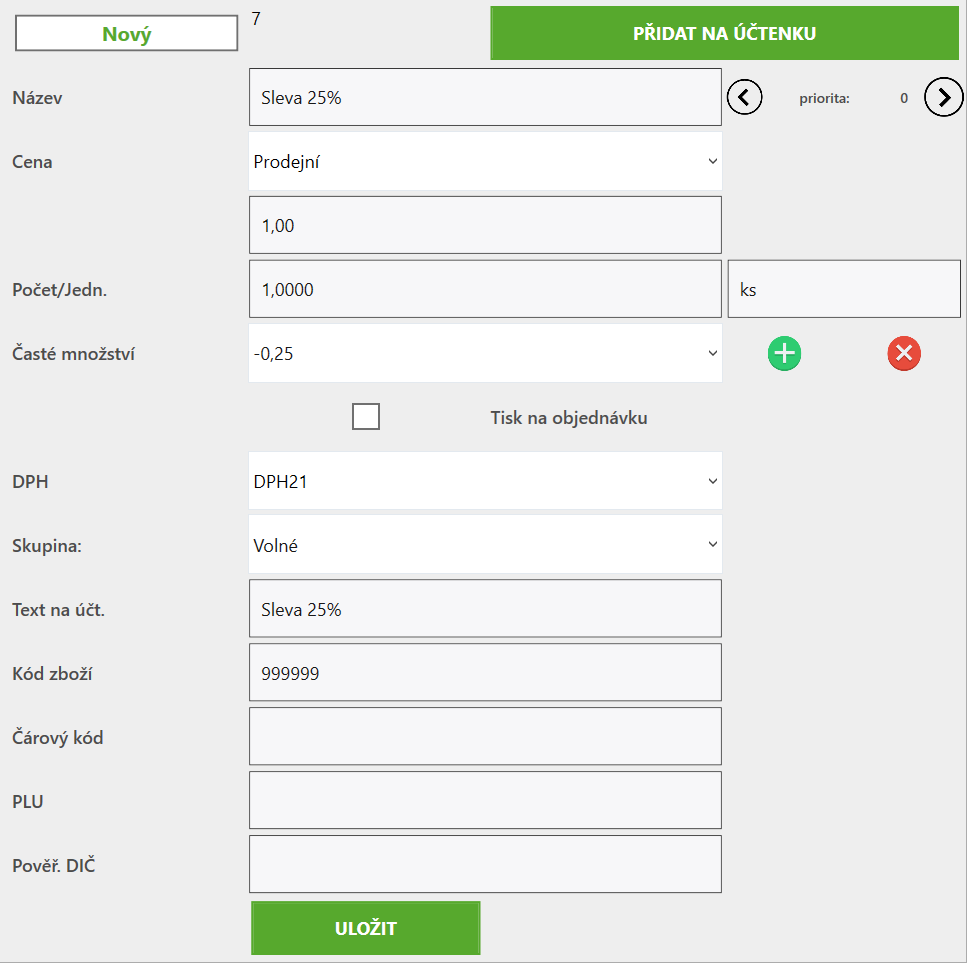 Nový
7
PŘIDAT NA ÚČTENKU
Název
Sleva 25%
priorita:
0
Cena
Prodejní
1,00
Počet/Jedn.
1,0000
ks
Časté množství
-0,25
Tisk na objednávku
DPH
DPH21
Skupina:
Volné
Text na účt.
Sleva 25%
Kód zboží
999999
Čárový kód
PLU
Pověř. DIČ
ULOŽIT